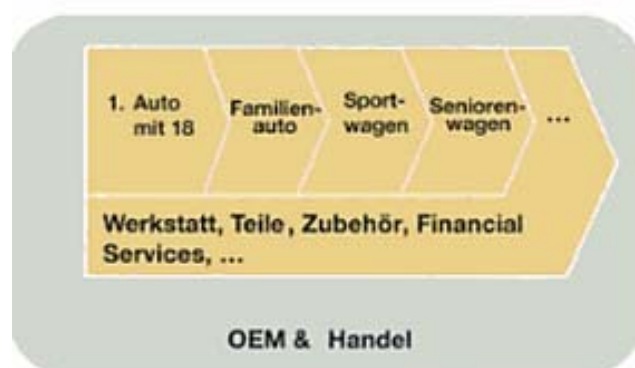 1. Auto
mit 18
Familien-
auto
Sport-
wagen
Senioren-
wagen
...
Werkstatt, Teile, Zubehör, Financial
Services, ...
OEM & Handel